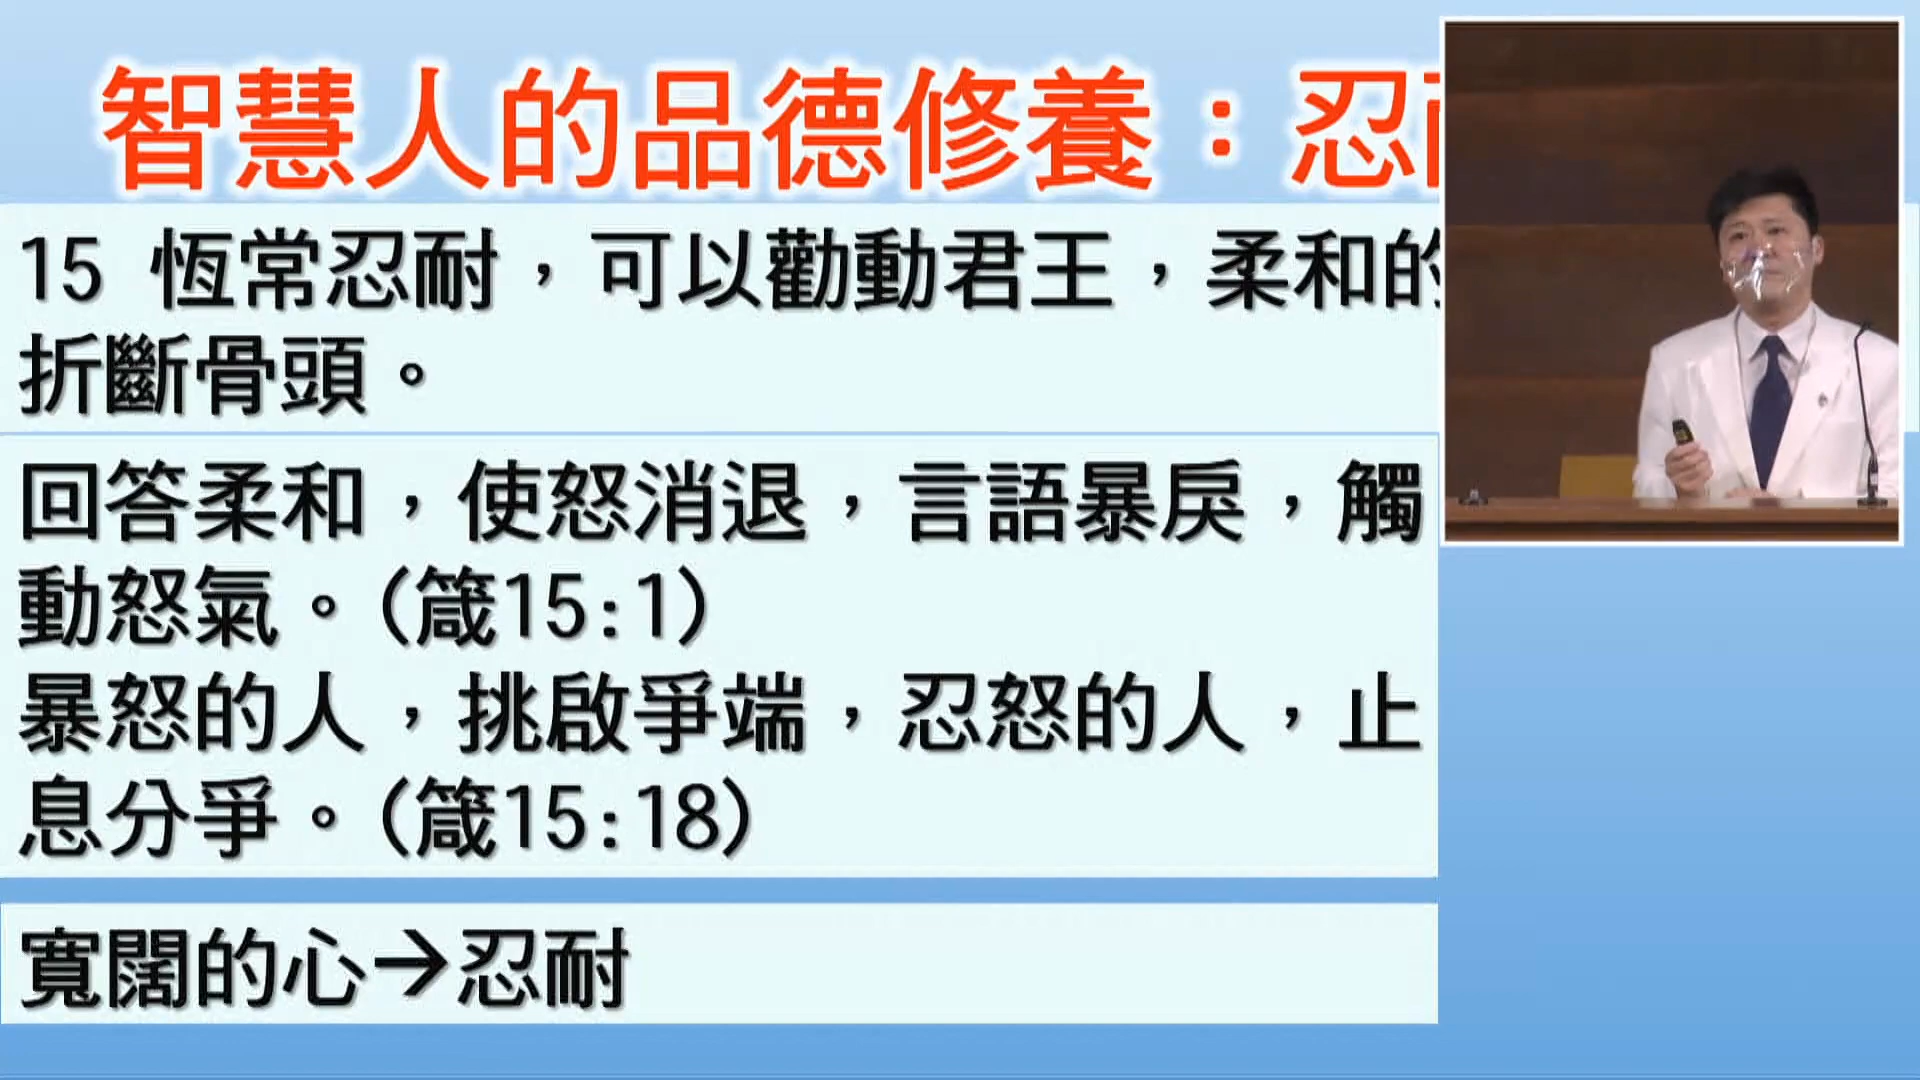 智慧人的品德修養：忍
15 恆常忍耐，可以勸動君王，柔和的
折斷骨頭。
回答柔和，使怒消退，言語暴戾，觸
動怒氣。(箴15:1)
暴怒的人，挑啟爭端，忍怒的人，止
息分爭。(箴15:18)
寬闊的心→忍耐